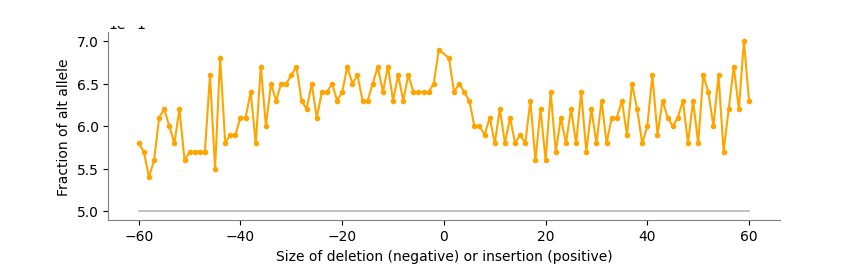 7.0
6.5
6.0
5.5
5.0
Fraction of alt allele
−60 −40 −20 0 20 40 60
Size of deletion (negative) or insertion (positive)